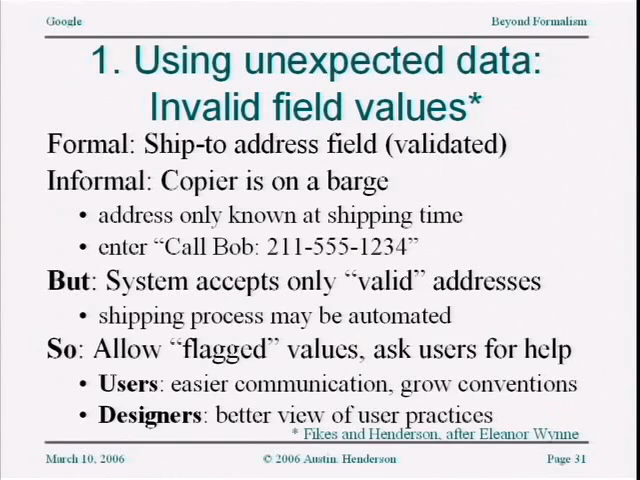 Google Beyond Formalism
1. Using unexpected data:
Invalid field values*
Formal: Ship-to address field (validated)
Informal: Copier is on a barge
• address only known at shipping time
• enter “Call Bob: 211-555-1234”
But: System accepts only “valid” addresses
• shipping process may be automated
So: Allow “flagged” values, ask users for help
• Users: easier communication, grow conventions
• Designers: better view of user practices
* Fikes and Henderson, after Eleanor Wynne
March 10, 2006 © 2006 Austin. Henderson Page 31